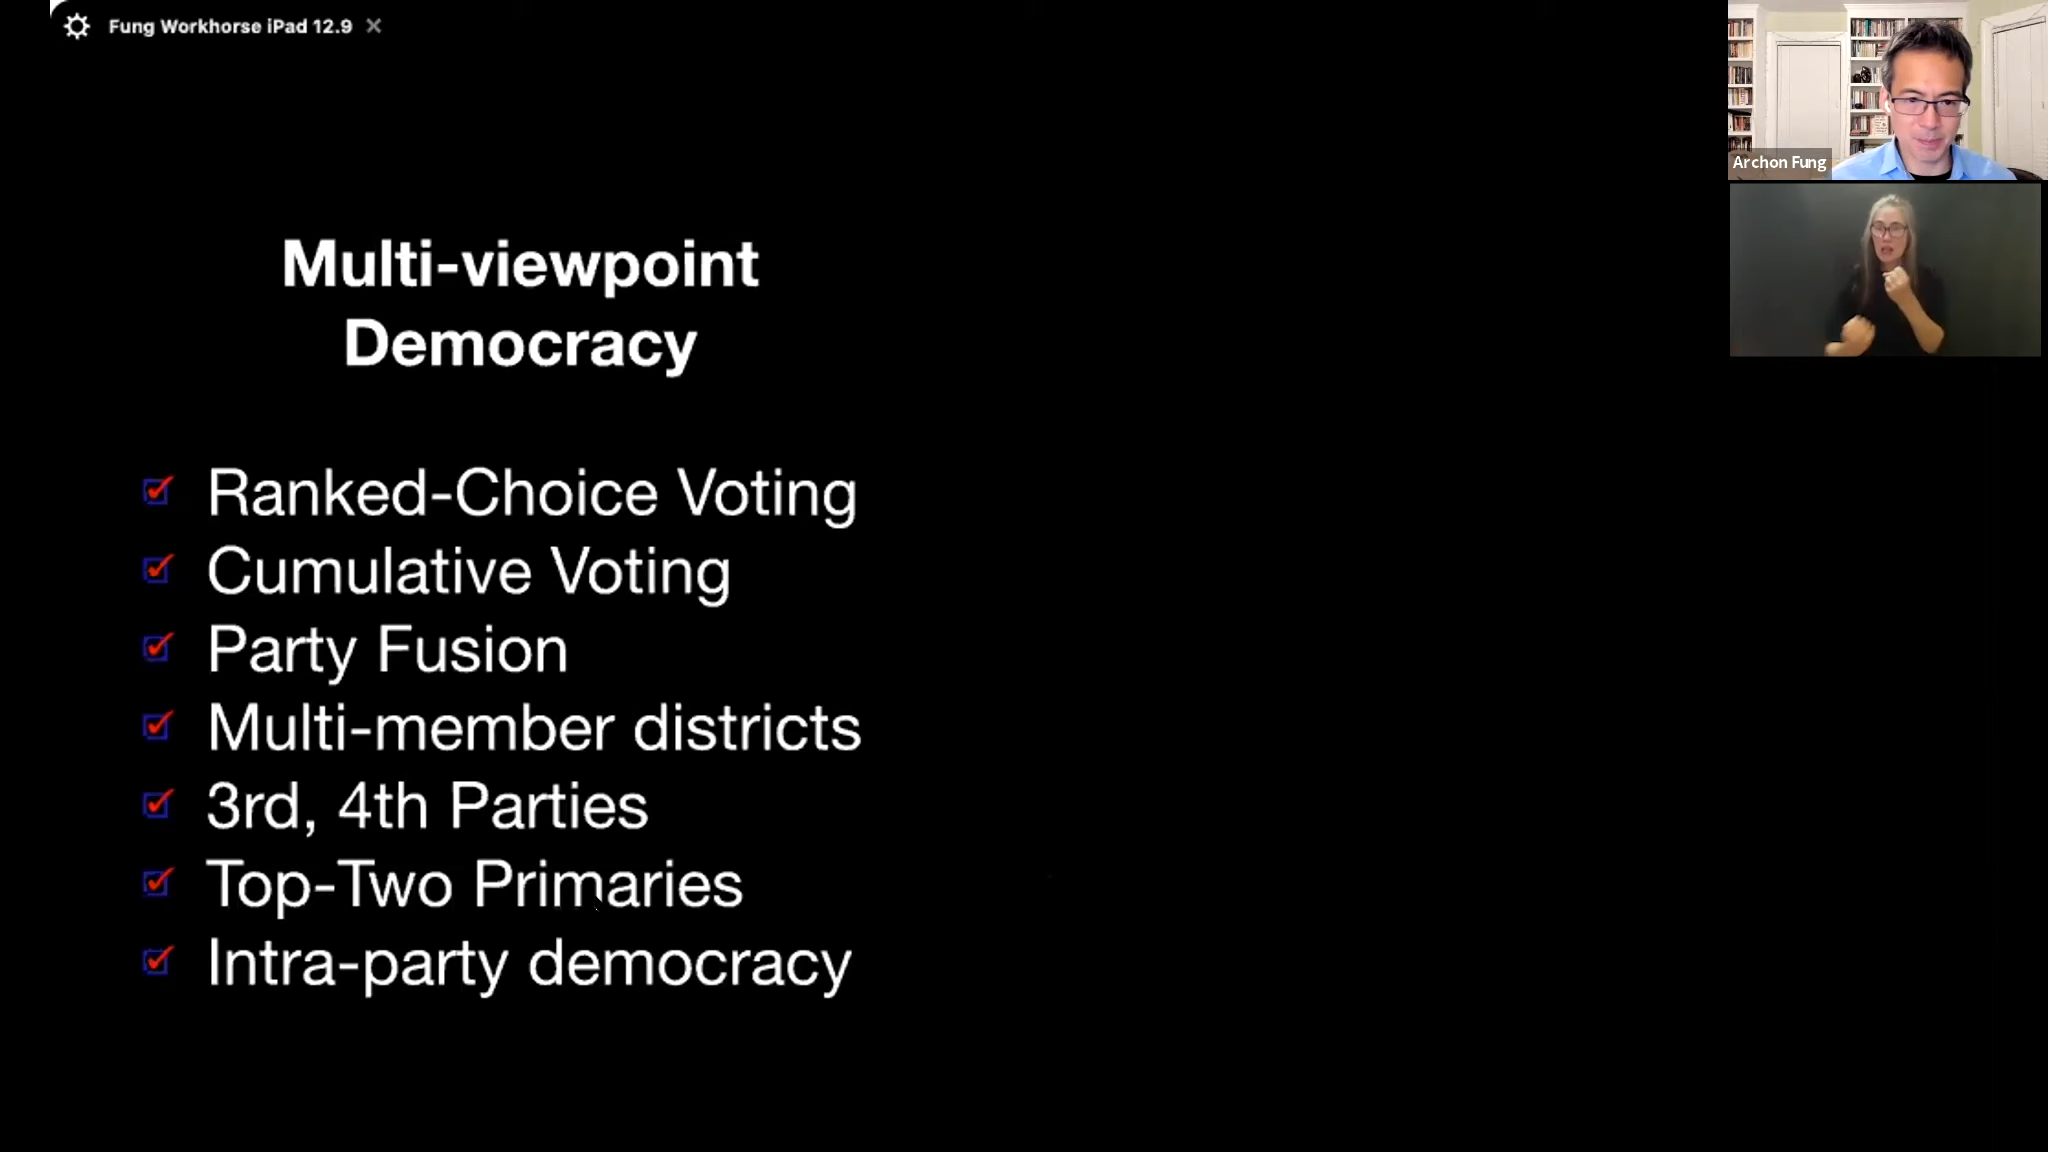 Fung Workhorse iPad 12.9
Archon Fung
Multi-viewpoint
Democracy
Ranked-Choice Voting
Cumulative Voting
Party Fusion
Multi-member districts
3rd, 4th Parties
Top-Two Primaries
Intra-party democracy